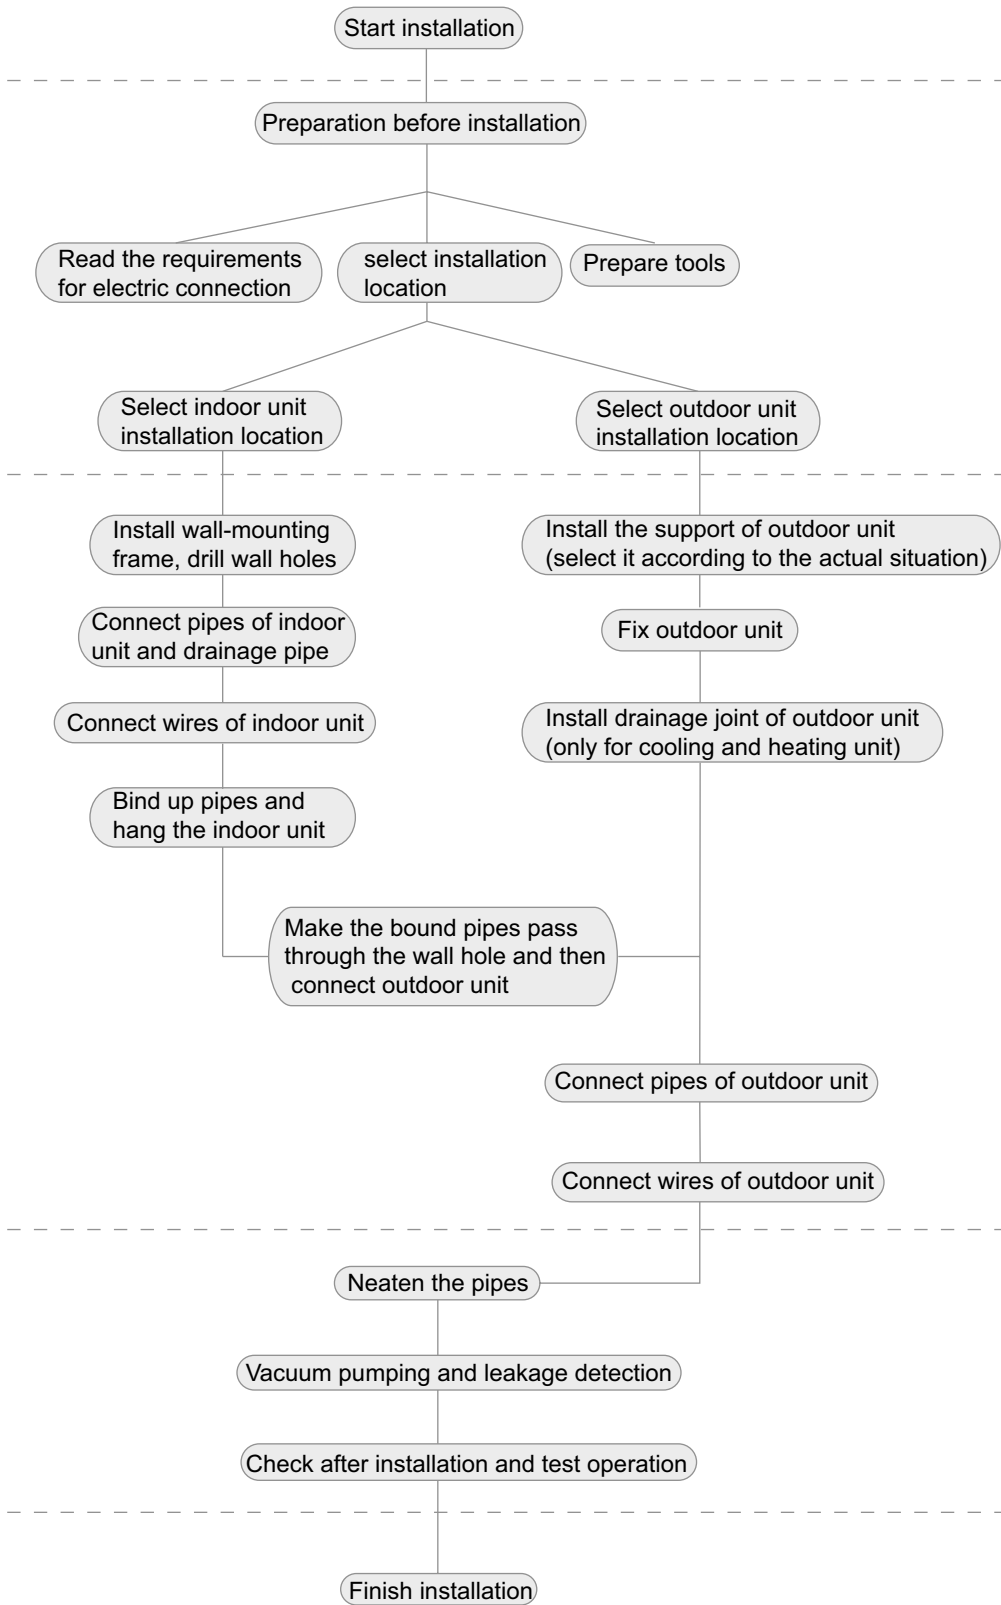 Start installation
Preparation before installation
Read the requirements
for electric connection
select installation
location
Prepare tools
Select indoor unit
installation location
Select outdoor unit
installation location
Install wall-mounting
frame, drill wall holes
Install the support of outdoor unit
(select it according to the actual situation)
Connect pipes of indoor
unit and drainage pipe
Fix outdoor unit
Connect wires of indoor unit
Install drainage joint of outdoor unit
(only for cooling and heating unit)
Bind up pipes and
hang the indoor unit
Make the bound pipes pass
through the wall hole and then
connect outdoor unit
Connect pipes of outdoor unit
Connect wires of outdoor unit
Neaten the pipes
Vacuum pumping and leakage detection
Check after installation and test operation
Finish installation